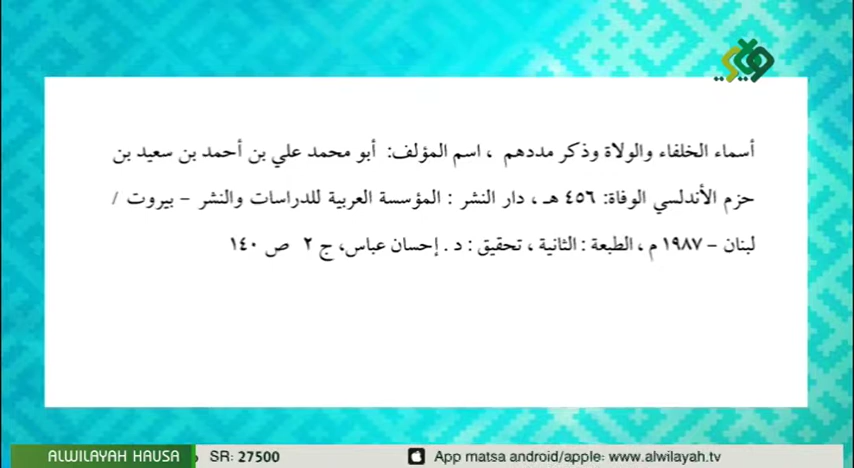 أسماء الخلفاء والولاة وذكر مددهم ، اسم المؤلف: أبو محمد علي بن أحمد بن سعيد بن
حزم الأندلسي الوفاة: ٤٥٦ هـ ، دار النشر : المؤسسة العربية للدراسات والنشر – بيروت /
لبنان – ١٩٨٧ م ، الطبعة : الثانية ، تحقيق : د . إحسان عباس، ج ٢ ص ١٤٠
ALWILAYAH HAUSA SR: 27500 App matsa android/apple: www.alwilayah.tv